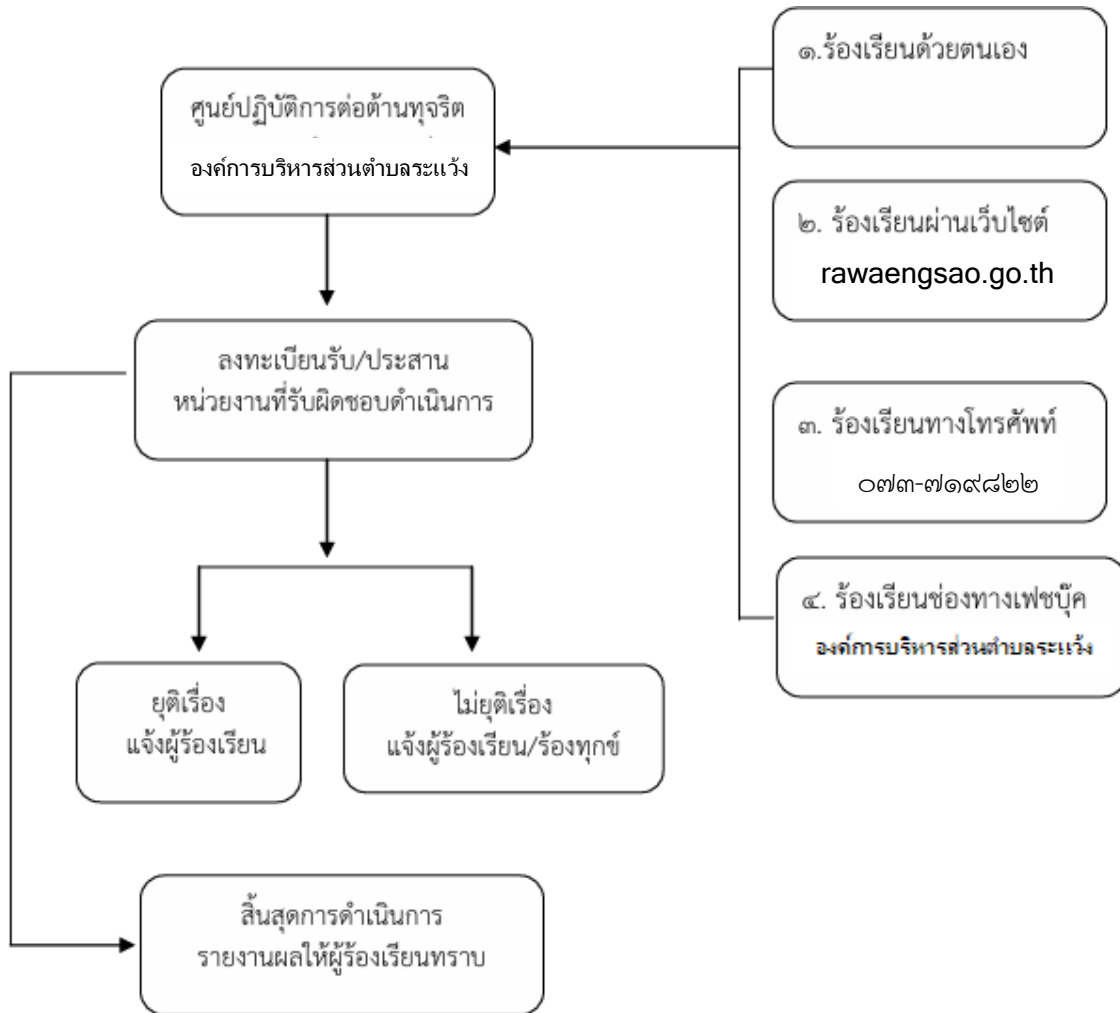 ศูนย์ปฏิบัติการต่อต้านทุจริต
องค์การบริหารส่วนตำบลระแว้ง
๑.ร้องเรียนด้วยตนเอง
๒. ร้องเรียนผ่านเว็บไซต์
rawaengsao.go.th
๓. ร้องเรียนทางโทรศัพท์
๐๗๓-๗๑๙๘๒๒
๔. ร้องเรียนช่องทางเฟชบุ๊ค
องค์การบริหารส่วนตำบลระแว้ง
ลงทะเบียนรับ/ประสาน
หน่วยงานที่รับผิดชอบดำเนินการ
ยุติเรื่อง
แจ้งผู้ร้องเรียน
ไม่ยุติเรื่อง
แจ้งผู้ร้องเรียน/ร้องทุกข์
สิ้นสุดการดำเนินการ
รายงานผลให้ผู้ร้องเรียนทราบ